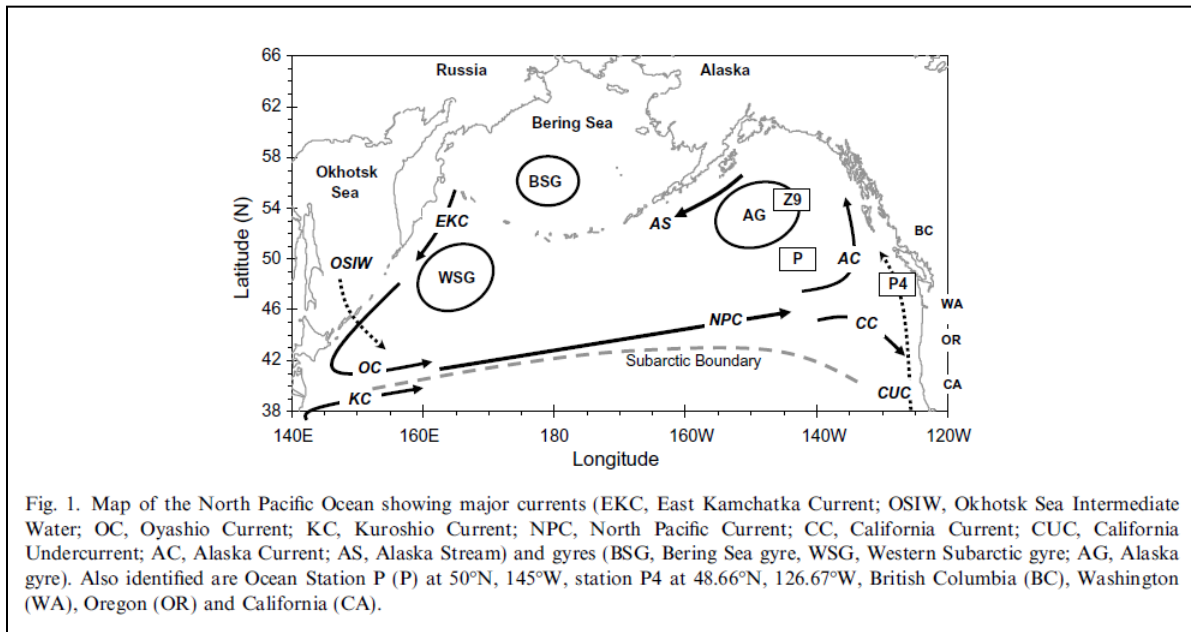 66
62
58
54
50
46
42
38
Latitude (N)
140E
160E
180
160W
140W
120W
Longitude
Russia
Alaska
Bering Sea
Okhotsk
Sea
BSG
EKC
AS
AG
Z9
BC
OSIW
WSG
P
AC
P4
WA
NPC
CC
OR
OC
Subarctic Boundary
KC
CUC
CA
Fig. 1. Map of the North Pacific Ocean showing major currents (EKC, East Kamchatka Current; OSIW, Okhotsk Sea Intermediate
Water; OC, Oyashio Current; KC, Kuroshio Current; NPC, North Pacific Current; CC, California Current; CUC, California
Undercurrent; AC, Alaska Current; AS, Alaska Stream) and gyres (BSG, Bering Sea gyre, WSG, Western Subarctic gyre; AG, Alaska
gyre). Also identified are Ocean Station P (P) at 50°N, 145°W, station P4 at 48.66°N, 126.67°W, British Columbia (BC), Washington
(WA), Oregon (OR) and California (CA).